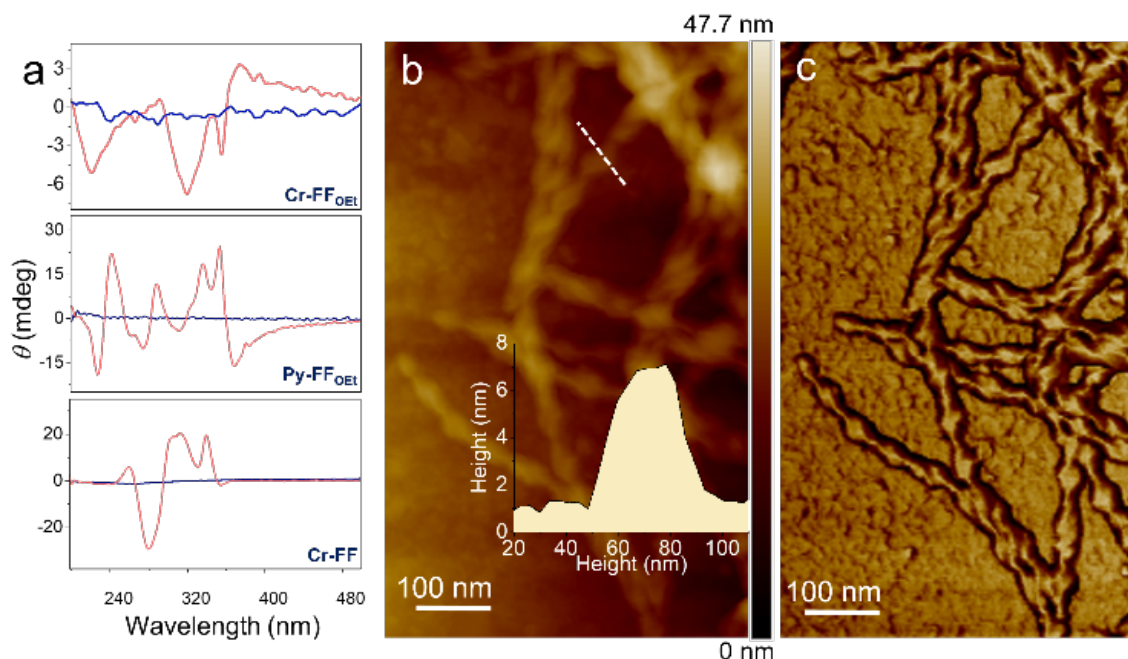 a
3
0
-3
-6
Cr-FFOEt
30
15
0
-15
Py-FFOEt
20
0
-20
Cr-FF
θ (mdeg)
240 320 400 480
Wavelength (nm)
b
47.7 nm
0 nm
8
6
4
2
0
Height (nm)
20 40 60 80 100
Height (nm)
100 nm
c
100 nm